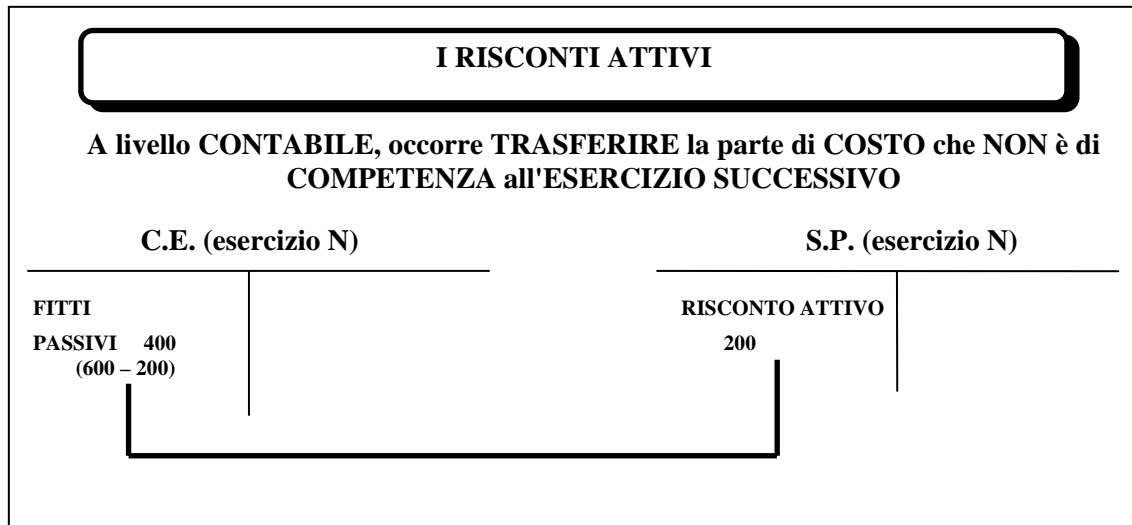 I RISCONTI ATTIVI
A livello CONTABILE, occorre TRASFERIRE la parte di COSTO che NON è di
COMPETENZA all'ESERCIZIO SUCCESSIVO
C.E. (esercizio N)
S.P. (esercizio N)
FITTI
PASSIVI 400
(600 – 200)
RISCONTO ATTIVO
200